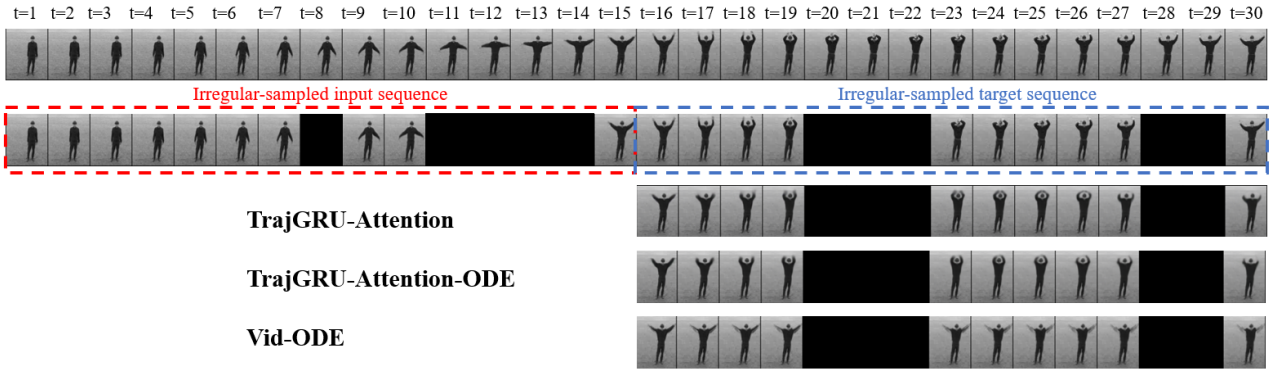 t=1 t=2 t=3 t=4 t=5 t=6 t=7 t=8 t=9 t=10 t=11 t=12 t=13 t=14 t=15 t=16 t=17 t=18 t=19 t=20 t=21 t=22 t=23 t=24 t=25 t=26 t=27 t=28 t=29 t=30
Irregular-sampled input sequence Irregular-sampled target sequence
TrajGRU-Attention
TrajGRU-Attention-ODE
Vid-ODE